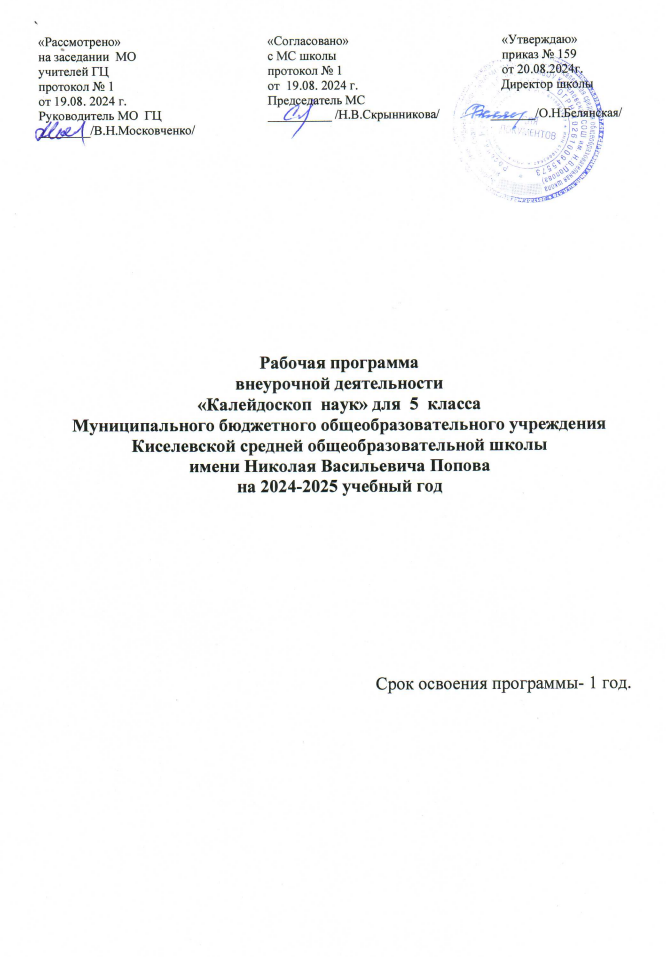 «Рассмотрено»
на заседании МО
учителей ГЦ
протокол № 1
от 19.08. 2024 г.
Руководитель МО ГЦ
/В.Н.Московченко/
«Согласовано»
с МС школы
протокол № 1
от 19.08. 2024 г.
Председатель МС
__________ /Н.В.Скрынникова/
«Утверждаю»
приказ № 159
от 20.08.2024г.
Директор школы
/О.Н.Белянская/
Рабочая программа
внеурочной деятельности
«Калейдоскоп наук» для 5 класса
Муниципального бюджетного общеобразовательного учреждения
Киселевской средней общеобразовательной школы
имени Николая Васильевича Попова
на 2024-2025 учебный год
Срок освоения программы- 1 год.